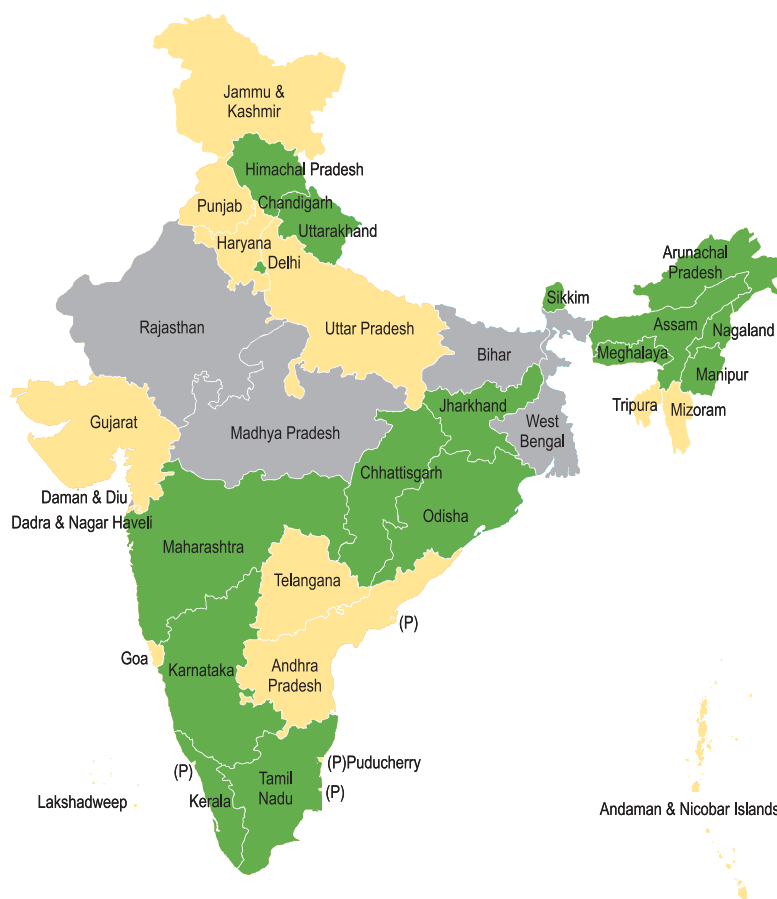 Jammu &
Kashmir
Himachal Pradesh
Chandigarh
Punjab
Uttarakhand
Haryana
Delhi
Arunachal
Pradesh
Sikkim
Rajasthan
Uttar Pradesh
Assam
Nagaland
Bihar
Meghalaya
Manipur
Jharkhand
Tripura
Mizoram
Gujarat
Madhya Pradesh
West
Bengal
Chhattisgarh
Daman & Diu
Dadra & Nagar Haveli
Odisha
Maharashtra
Telangana
(P)
Goa
Karnataka
Andhra
Pradesh
(P)Puducherry
(P)
Tamil
Nadu
(P)
Lakshadweep
Kerala
Andaman & Nicobar Islands